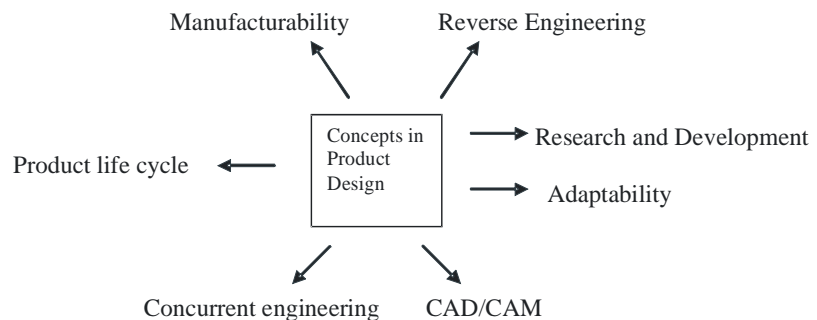 Manufacturability
Reverse Engineering
Concepts in
Product
Design
Research and Development
Product life cycle
Adaptability
Concurrent engineering
CAD/CAM